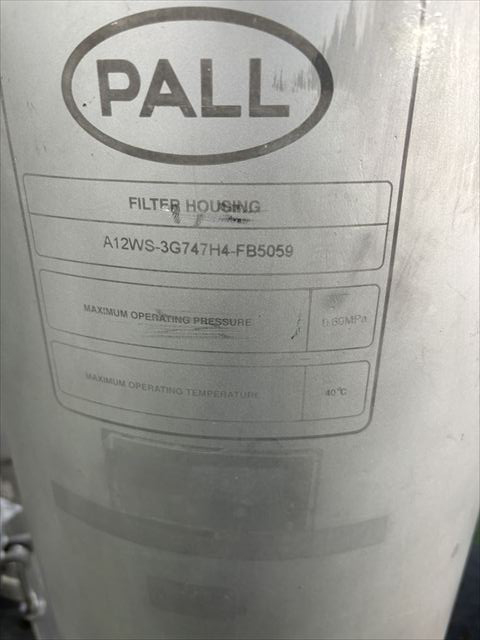 PALL
FILTER HOUSING
A12WS-3G747H4-FB5059
MAXIMUM OPERATING PRESSURE
MAXIMUM OPERATING TEMPERATURE 40°C